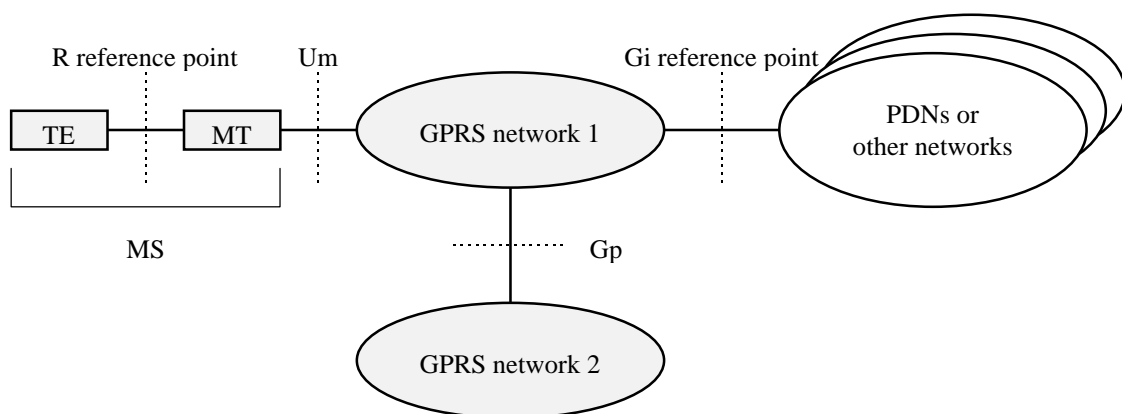 R reference point
Um
Gi reference point
TE
MT
GPRS network 1
PDNs or
other networks
MS
Gp
GPRS network 2